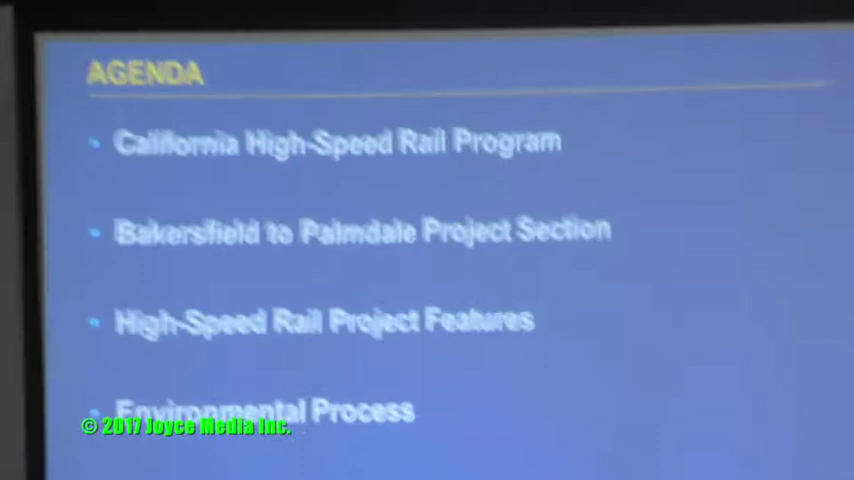 AGENDA
• California High-Speed Rail Program
• Bakersfield to Palmdale Project Section
• High-Speed Rail Project Features
• Environmental Process
© 2017 Joyce Media Inc.